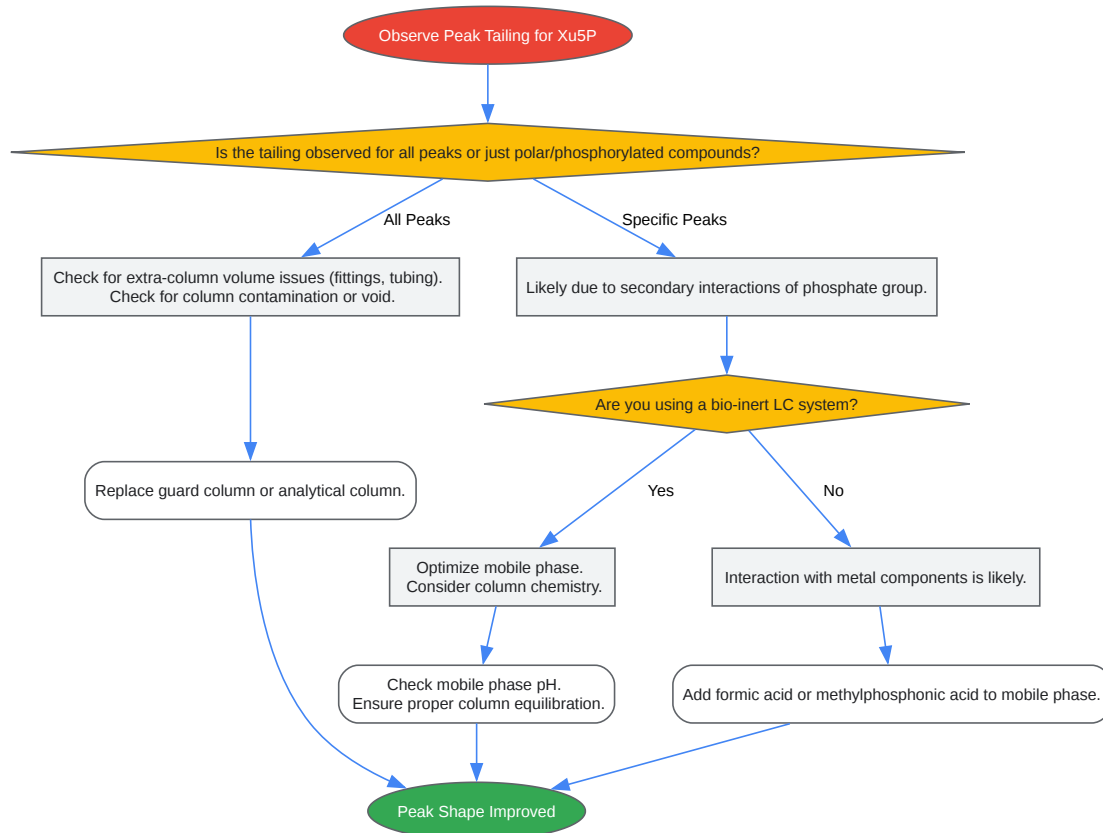 Observe Peak Tailing for Xu5P
Is the tailing observed for all peaks or just polar/phosphorylated compounds?
All Peaks
Specific Peaks
Check for extra-column volume issues (fittings, tubing).
Check for column contamination or void.
Likely due to secondary interactions of phosphate group.
Are you using a bio-inert LC system?
Replace guard column or analytical column.
Yes
No
Optimize mobile phase.
Consider column chemistry.
Interaction with metal components is likely.
Check mobile phase pH.
Ensure proper column equilibration.
Add formic acid or methylphosphonic acid to mobile phase.
Peak Shape Improved